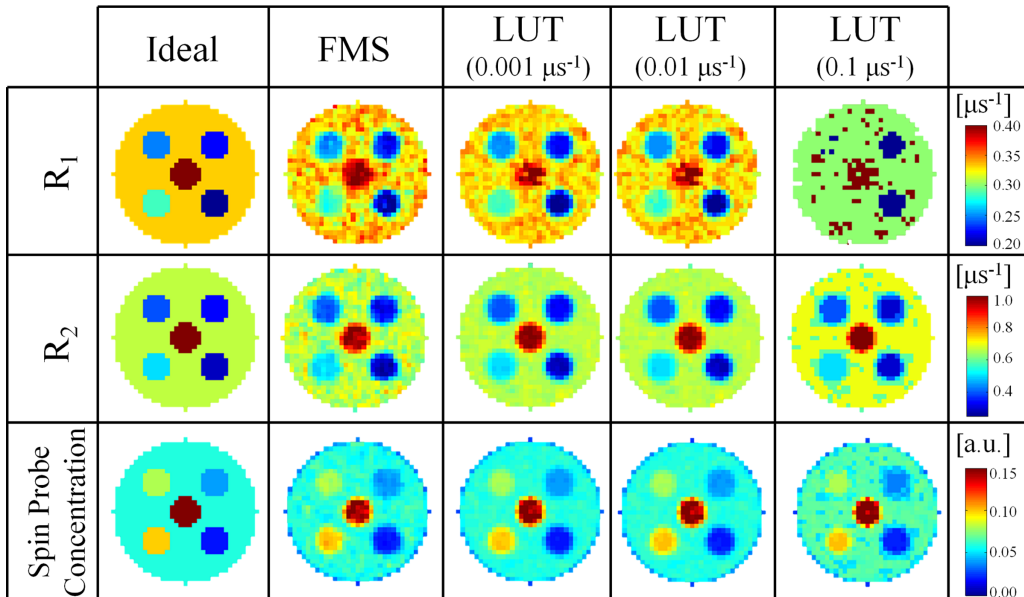 Ideal
FMS
LUT
(0.001 μs⁻¹)
LUT
(0.01 μs⁻¹)
LUT
(0.1 μs⁻¹)
R₁
[μs⁻¹]
0.40
0.35
0.30
0.25
0.20
R₂
[μs⁻¹]
1.0
0.8
0.6
0.4
Spin Probe
Concentration
[a.u.]
0.15
0.10
0.05
0.00